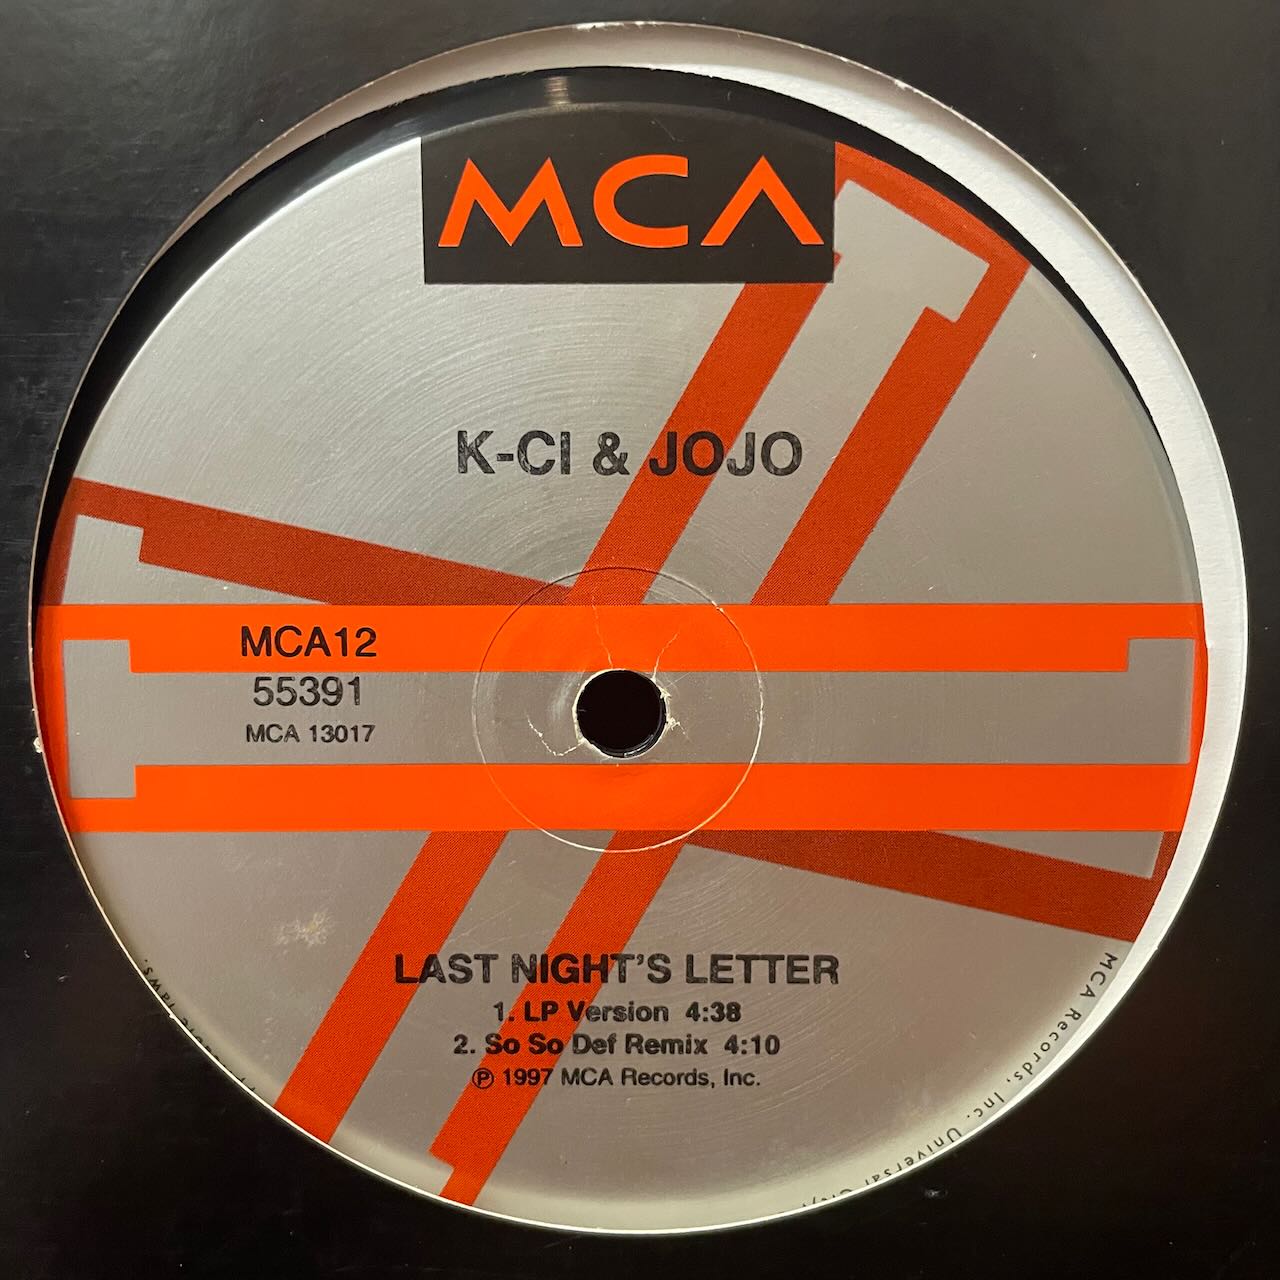 MCA
K-CI & JOJO
MCA12
55391
MCA 13017
LAST NIGHT'S LETTER
1. LP Version 4:38
2. So So Def Remix 4:10
℗ 1997 MCA Records, Inc.
MCA Records, Inc. Universal
laws.